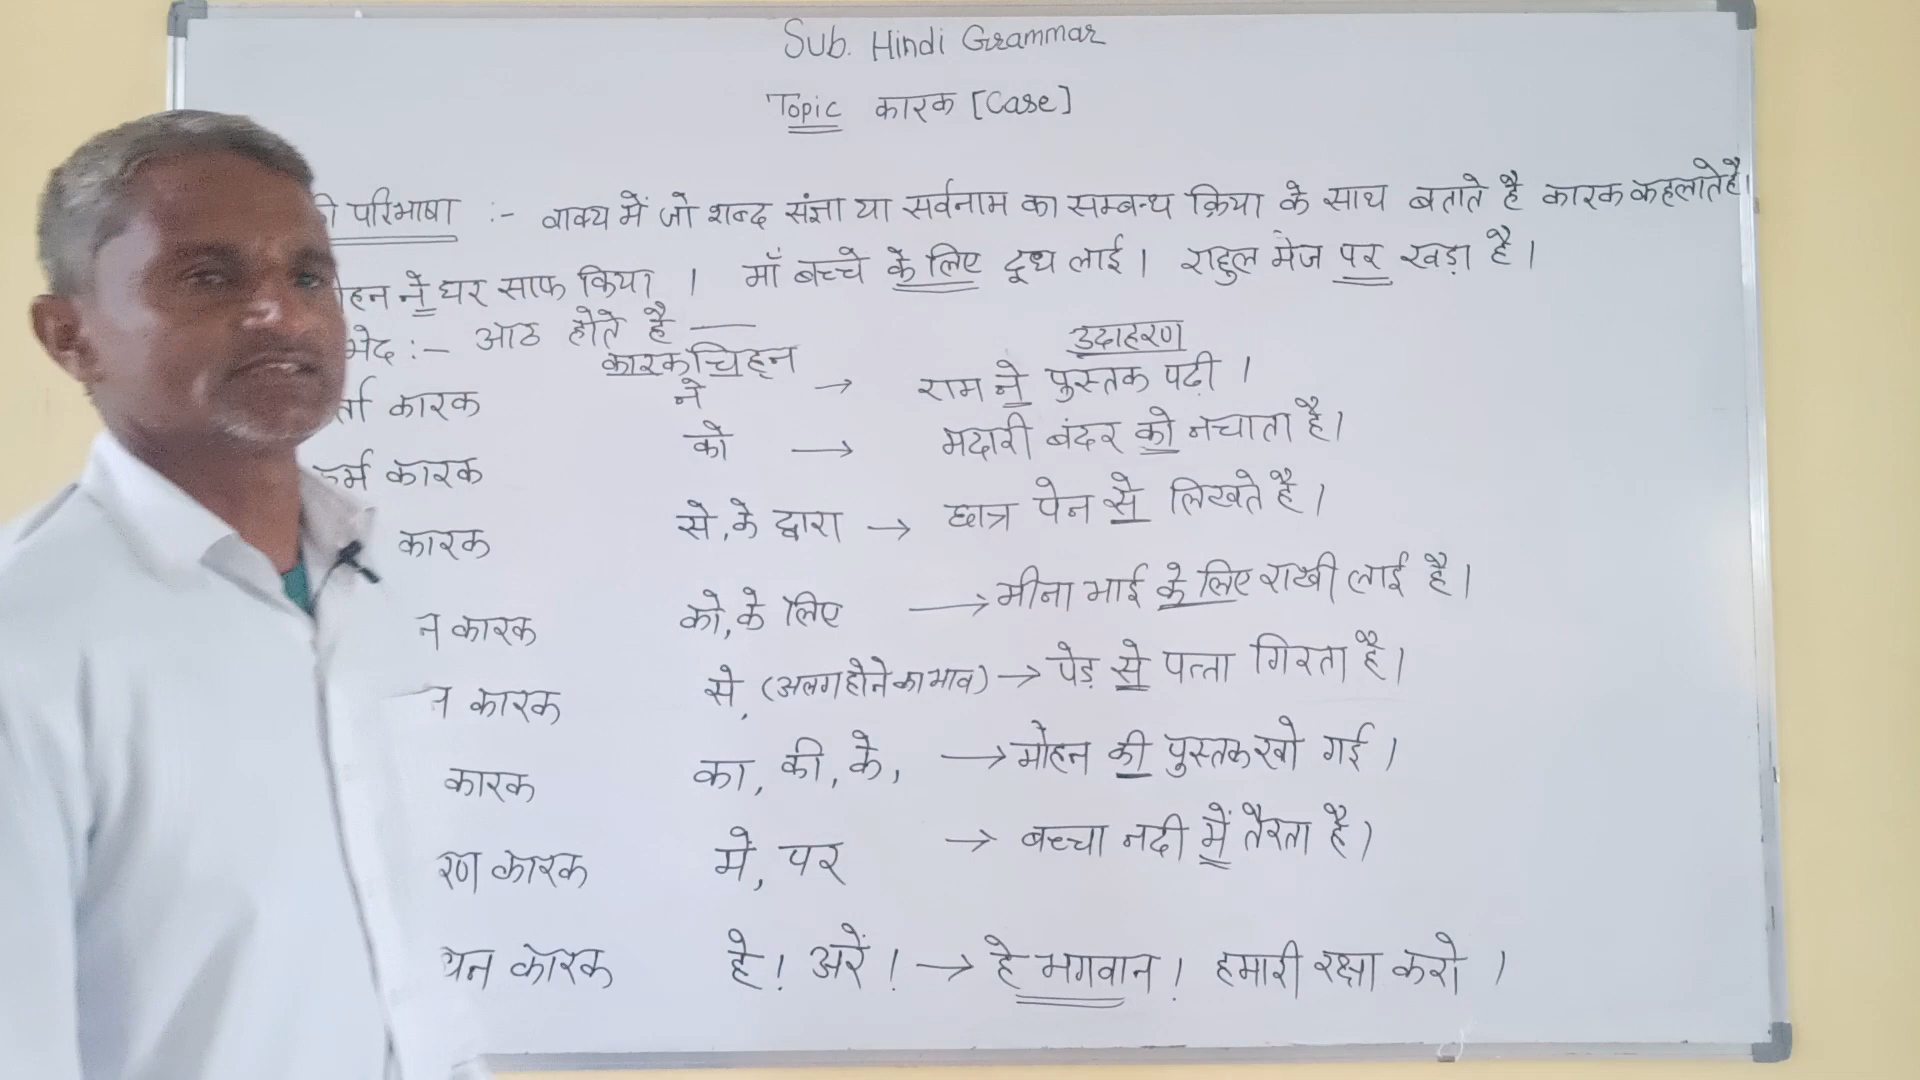 Sub. Hindi Grammar
Topic कारक [Case]
परिभाषा :- वाक्य में जो शब्द संज्ञा या सर्वनाम का सम्बन्ध क्रिया के साथ बताते है कारक कहलाते है।
ने घर साफ किया । माँ बच्चे के लिए दूध लाई। राहुल मेज पर खड़ा है।
भेद :- आठ होते है —
कारक चिह्न उदाहरण
कारक ने → राम ने पुस्तक पढ़ी ।
कारक को → मदारी बंदर को नचाता है।
कारक से, के द्वारा → छात्र पेन से लिखते है।
कारक को, के लिए → मीना भाई के लिए राखी लाई है।
कारक से, (अलग होने का भाव) → पेड़ से पत्ता गिरता है।
कारक का, की, के, → मोहन की पुस्तक खो गई ।
कारक में, पर → बच्चा नदी में तैरता है।
कारक हे! अरें! → हे भगवान! हमारी रक्षा करो ।